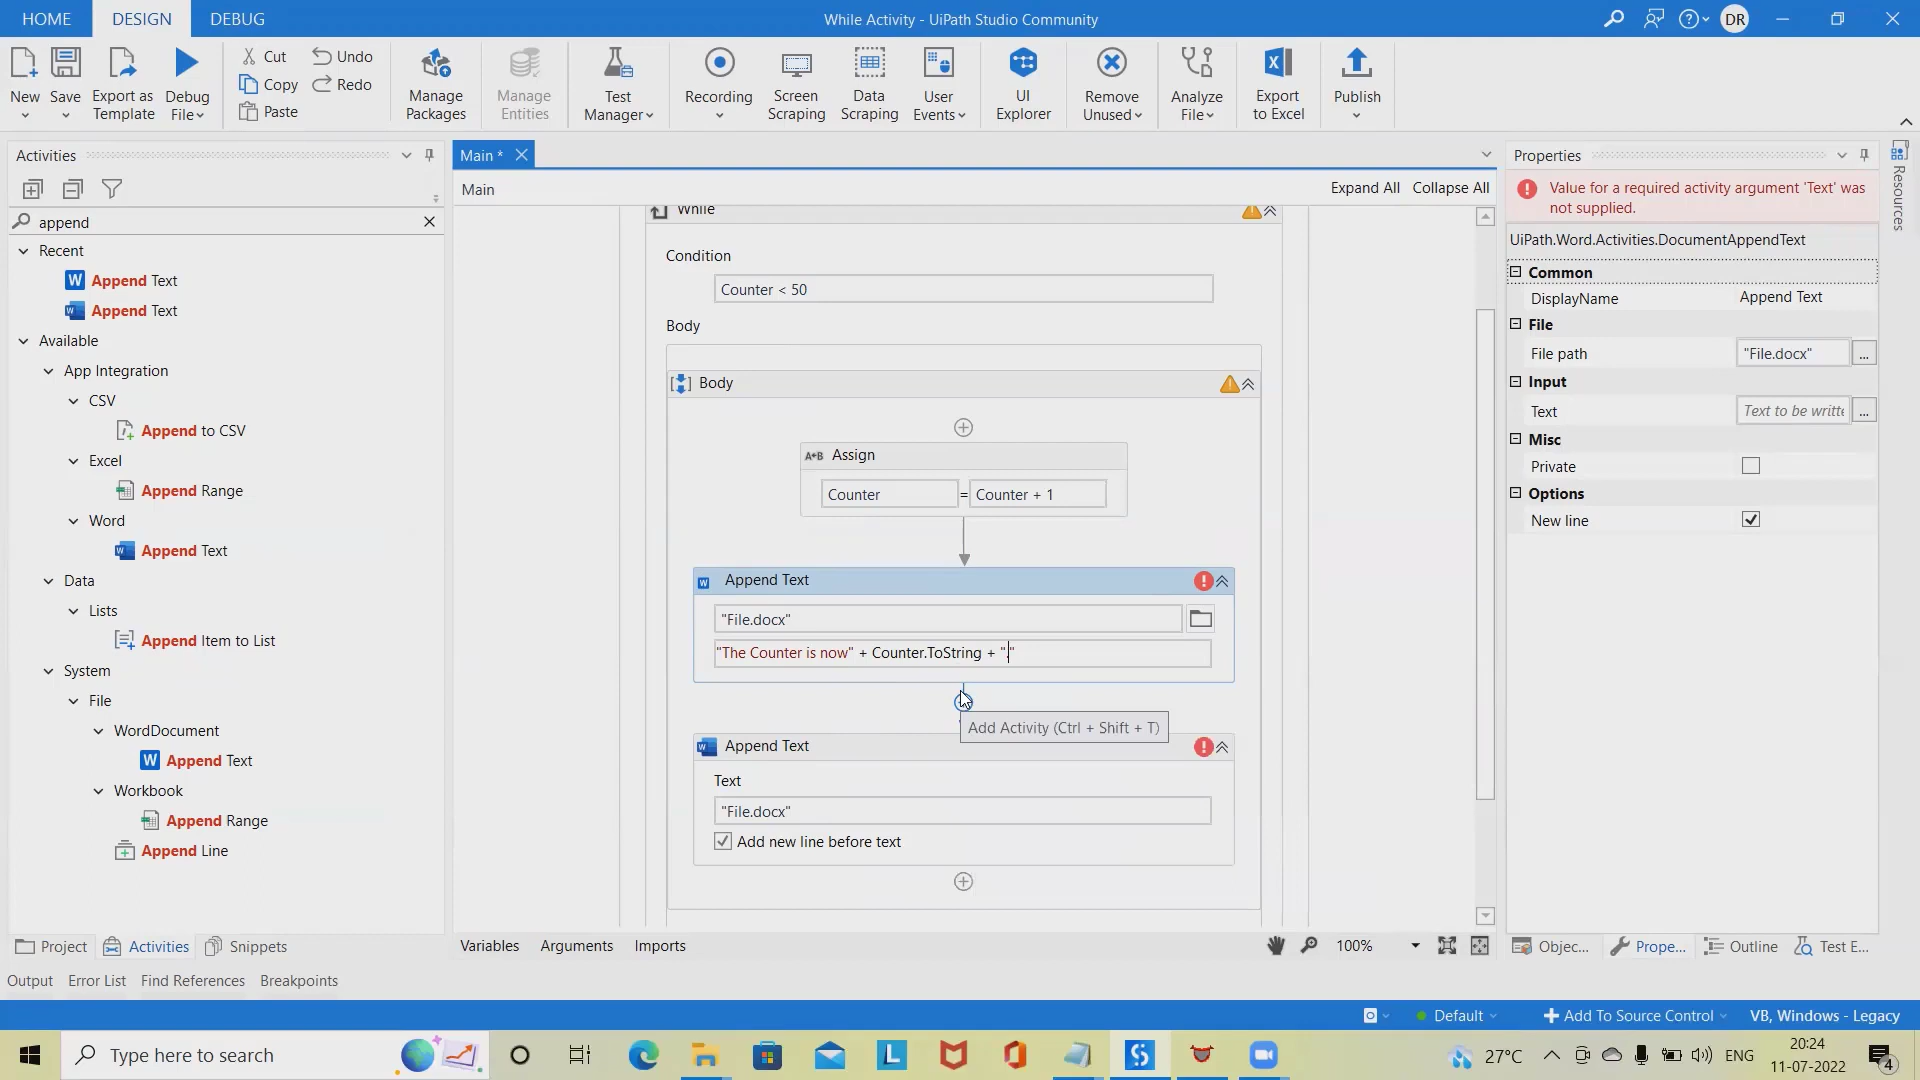 HOME DESIGN DEBUG
While Activity - UiPath Studio Community
DR
New
Save
Export as
Template
Debug
File
Cut
Copy
Paste
Undo
Redo
Manage
Packages
Manage
Entities
Test
Manager
Recording
Screen
Scraping
Data
Scraping
User
Events
UI
Explorer
Remove
Unused
Analyze
File
Export
to Excel
Publish
Activities
append
Recent
Append Text
Append Text
Available
App Integration
CSV
Append to CSV
Excel
Append Range
Word
Append Text
Data
Lists
Append Item to List
System
File
WordDocument
Append Text
Workbook
Append Range
Append Line
Project
Activities
Snippets
Main *
Main
Expand All Collapse All
While
Condition
Counter < 50
Body
Body
A+B Assign
Counter = Counter + 1
Append Text
"File.docx"
"The Counter is now" + Counter.ToString + "."
Add Activity (Ctrl + Shift + T)
Append Text
Text
"File.docx"
Add new line before text
Variables Arguments Imports
100%
Properties
Value for a required activity argument 'Text' was
not supplied.
UiPath.Word.Activities.DocumentAppendText
Common
DisplayName Append Text
File
File path "File.docx" ...
Input
Text Text to be writte ...
Misc
Private
Options
New line
Objec...
Prope...
Outline
Test E...
Resources
Output Error List Find References Breakpoints
Default
Add To Source Control
VB, Windows - Legacy
Type here to search
27°C
ENG
20:24
11-07-2022
4